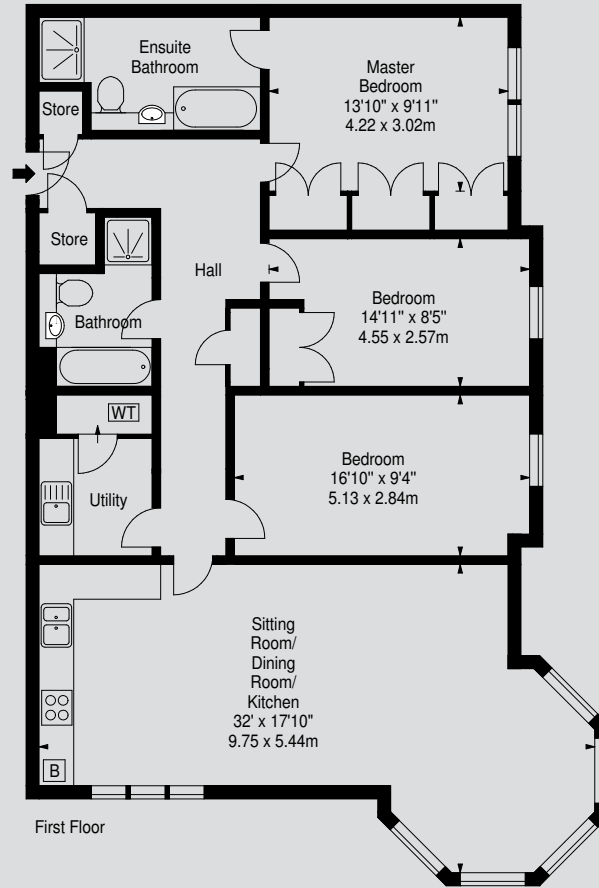 Ensuite
Bathroom
Master
Bedroom
13'10" x 9'11"
4.22 x 3.02m
Store
Store
Hall
Bathroom
Bedroom
14'11" x 8'5"
4.55 x 2.57m
WT
Utility
Bedroom
16'10" x 9'4"
5.13 x 2.84m
Sitting
Room/
Dining
Room/
Kitchen
32' x 17'10"
9.75 x 5.44m
B
First Floor